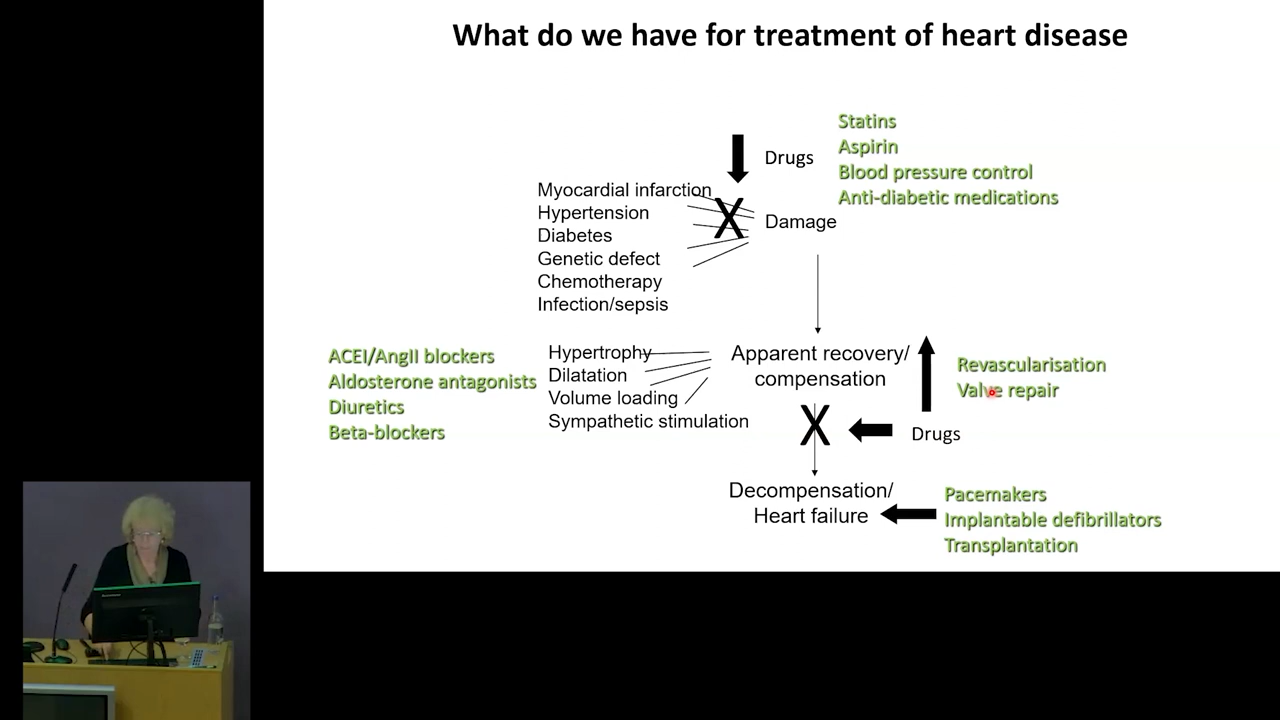 What do we have for treatment of heart disease
Statins
Aspirin
Blood pressure control
Anti-diabetic medications
Drugs
Myocardial infarction
Hypertension
Diabetes
Genetic defect
Chemotherapy
Infection/sepsis
X
Damage
ACEI/AngII blockers
Aldosterone antagonists
Diuretics
Beta-blockers
Hypertrophy
Dilatation
Volume loading
Sympathetic stimulation
Apparent recovery/
compensation
Revascularisation
Valve repair
X
Drugs
Decompensation/
Heart failure
Pacemakers
Implantable defibrillators
Transplantation